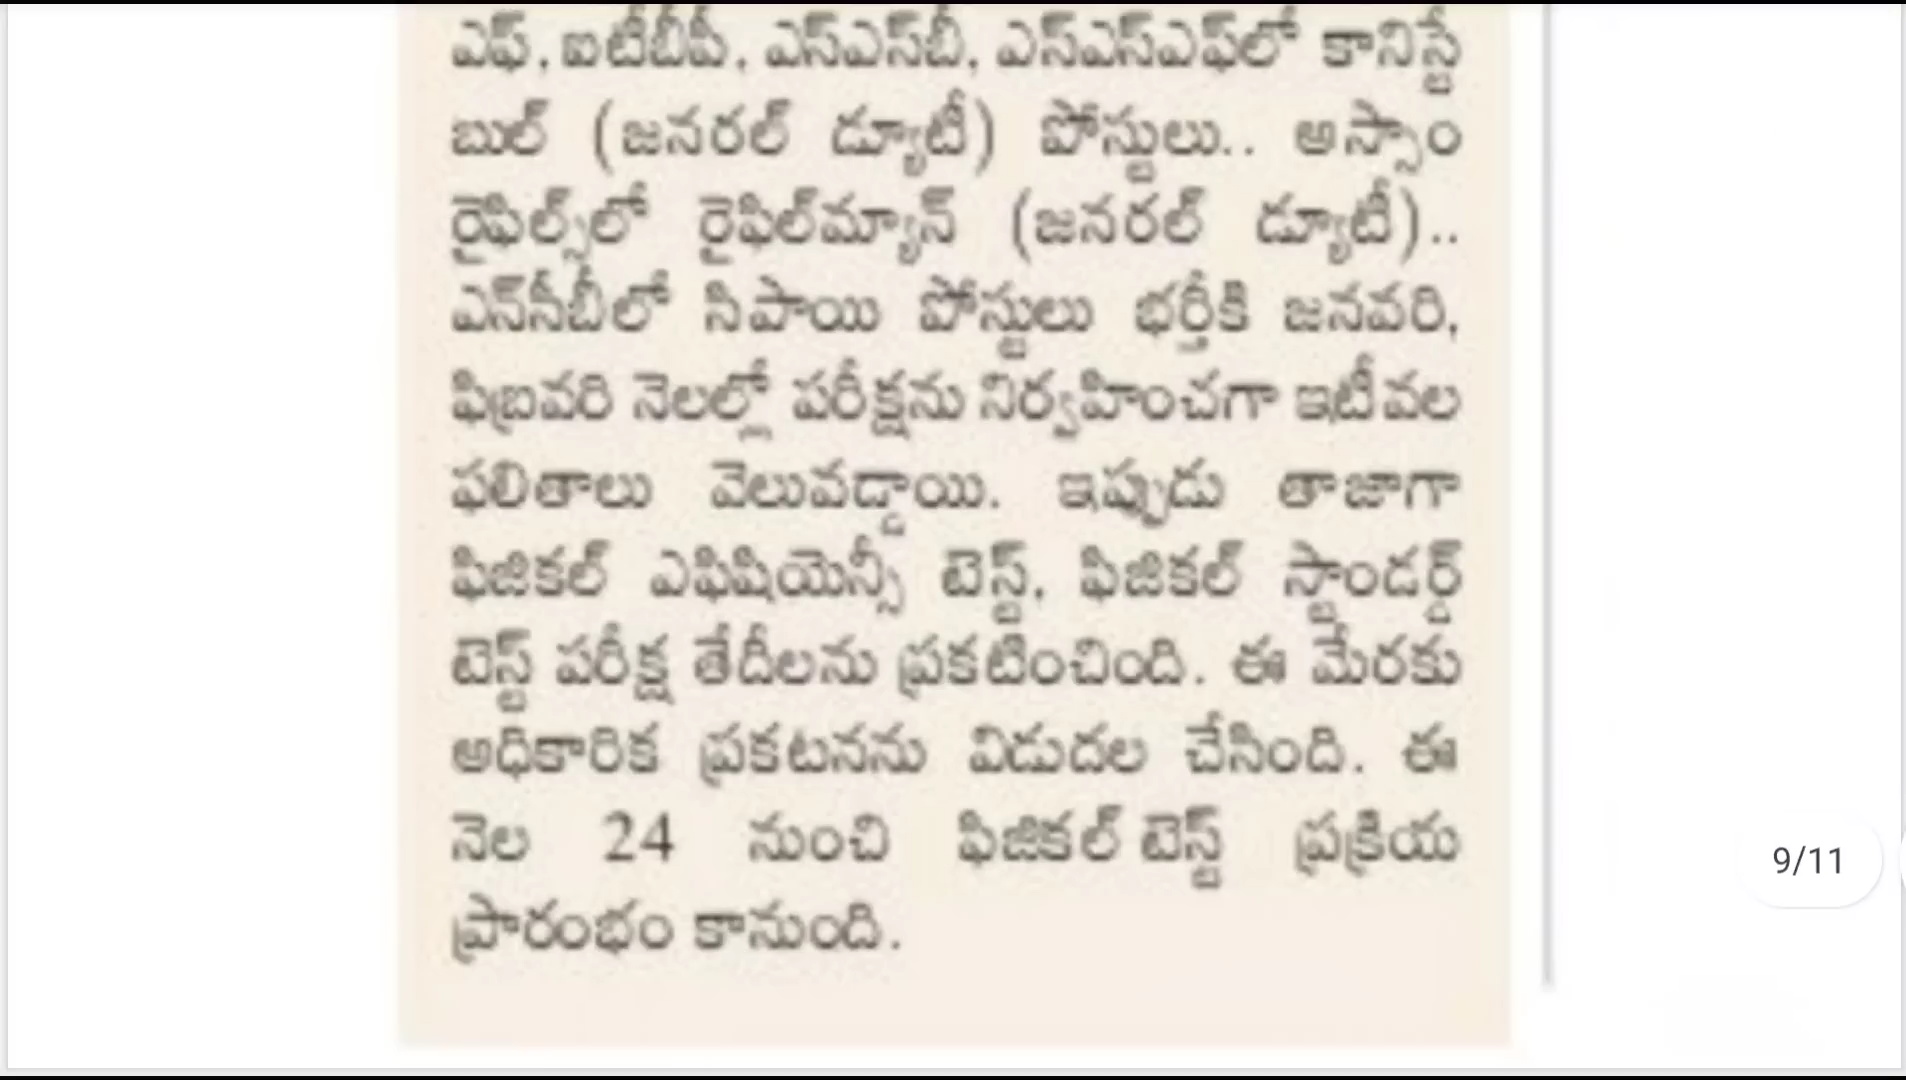 ఎఫ్, ఐటీబీపీ, ఎస్ఎస్‌బీ, ఎస్ఎస్ఎఫ్‌లో కానిస్టే
బుల్ (జనరల్ డ్యూటీ) పోస్టులు.. అస్సాం
రైఫిల్స్‌లో రైఫిల్‌మ్యాన్ (జనరల్ డ్యూటీ)..
ఎన్‌సీబీలో సిపాయి పోస్టులు భర్తీకి జనవరి,
ఫిబ్రవరి నెలల్లో పరీక్షను నిర్వహించగా ఇటీవల
ఫలితాలు వెలువడ్డాయి. ఇప్పుడు తాజాగా
ఫిజికల్ ఎఫిషియెన్సీ టెస్ట్, ఫిజికల్ స్టాండర్డ్
టెస్ట్ పరీక్ష తేదీలను ప్రకటించింది. ఈ మేరకు
అధికారిక ప్రకటనను విడుదల చేసింది. ఈ
నెల 24 నుంచి ఫిజికల్ టెస్ట్ ప్రక్రియ
ప్రారంభం కానుంది.
9/11